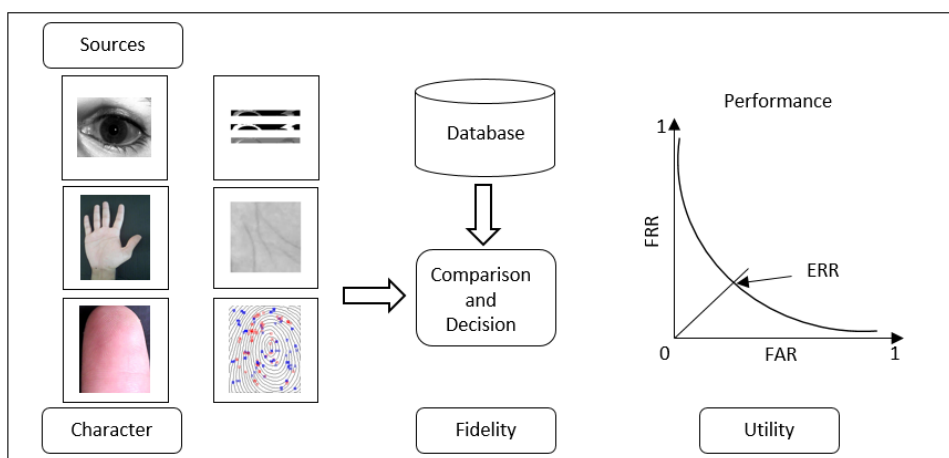 Sources
Database
Comparison
and
Decision
Performance
1
FRR
ERR
0
FAR
1
Character
Fidelity
Utility